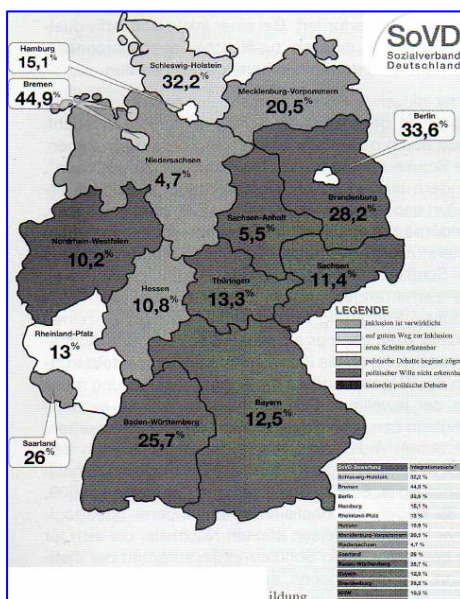 SoVD
Sozialverband
Deutschland
Hamburg
15,1%
Schleswig-Holstein
32,2%
Bremen
44,9%
Mecklenburg-Vorpommern
20,5%
Berlin
33,6%
Niedersachsen
4,7%
Brandenburg
28,2%
Sachsen-Anhalt
5,5%
Nordrhein-Westfalen
10,2%
Sachsen
11,4%
Hessen
10,8%
Thüringen
13,3%
Rheinland-Pfalz
13%
Saarland
26%
Baden-Württemberg
25,7%
Bayern
12,5%
LEGENDE
Inklusion ist verwirklicht
auf gutem Weg zur Inklusion
erste Schritte erkennbar
politische Debatte beginnt zöge
politischer Wille nicht erkennba
keinerlei politische Debatte
SoVD-Bewertung Integrationsquote
Schleswig-Holstein 32,2 %
Bremen 44,9 %
Berlin 33,6 %
Hamburg 15,1 %
Rheinland-Pfalz 13 %
Hessen 10,8 %
Mecklenburg-Vorpommern 20,5 %
Niedersachsen 4,7 %
Saarland 26 %
Baden-Württemberg 25,7 %
Bayern 12,5 %
Brandenburg 28,2 %
NRW 10,2 %
ildung